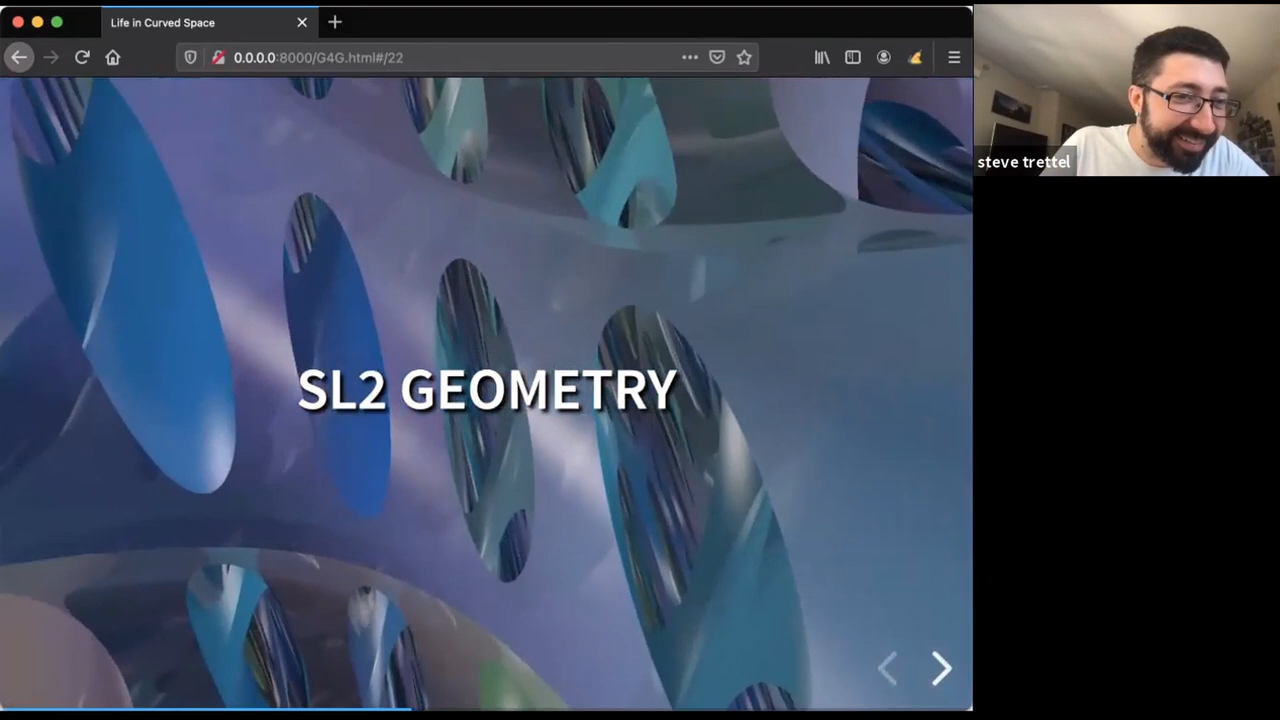 Life in Curved Space
0.0.0.0:8000/G4G.html#/22
steve trettel
SL2 GEOMETRY